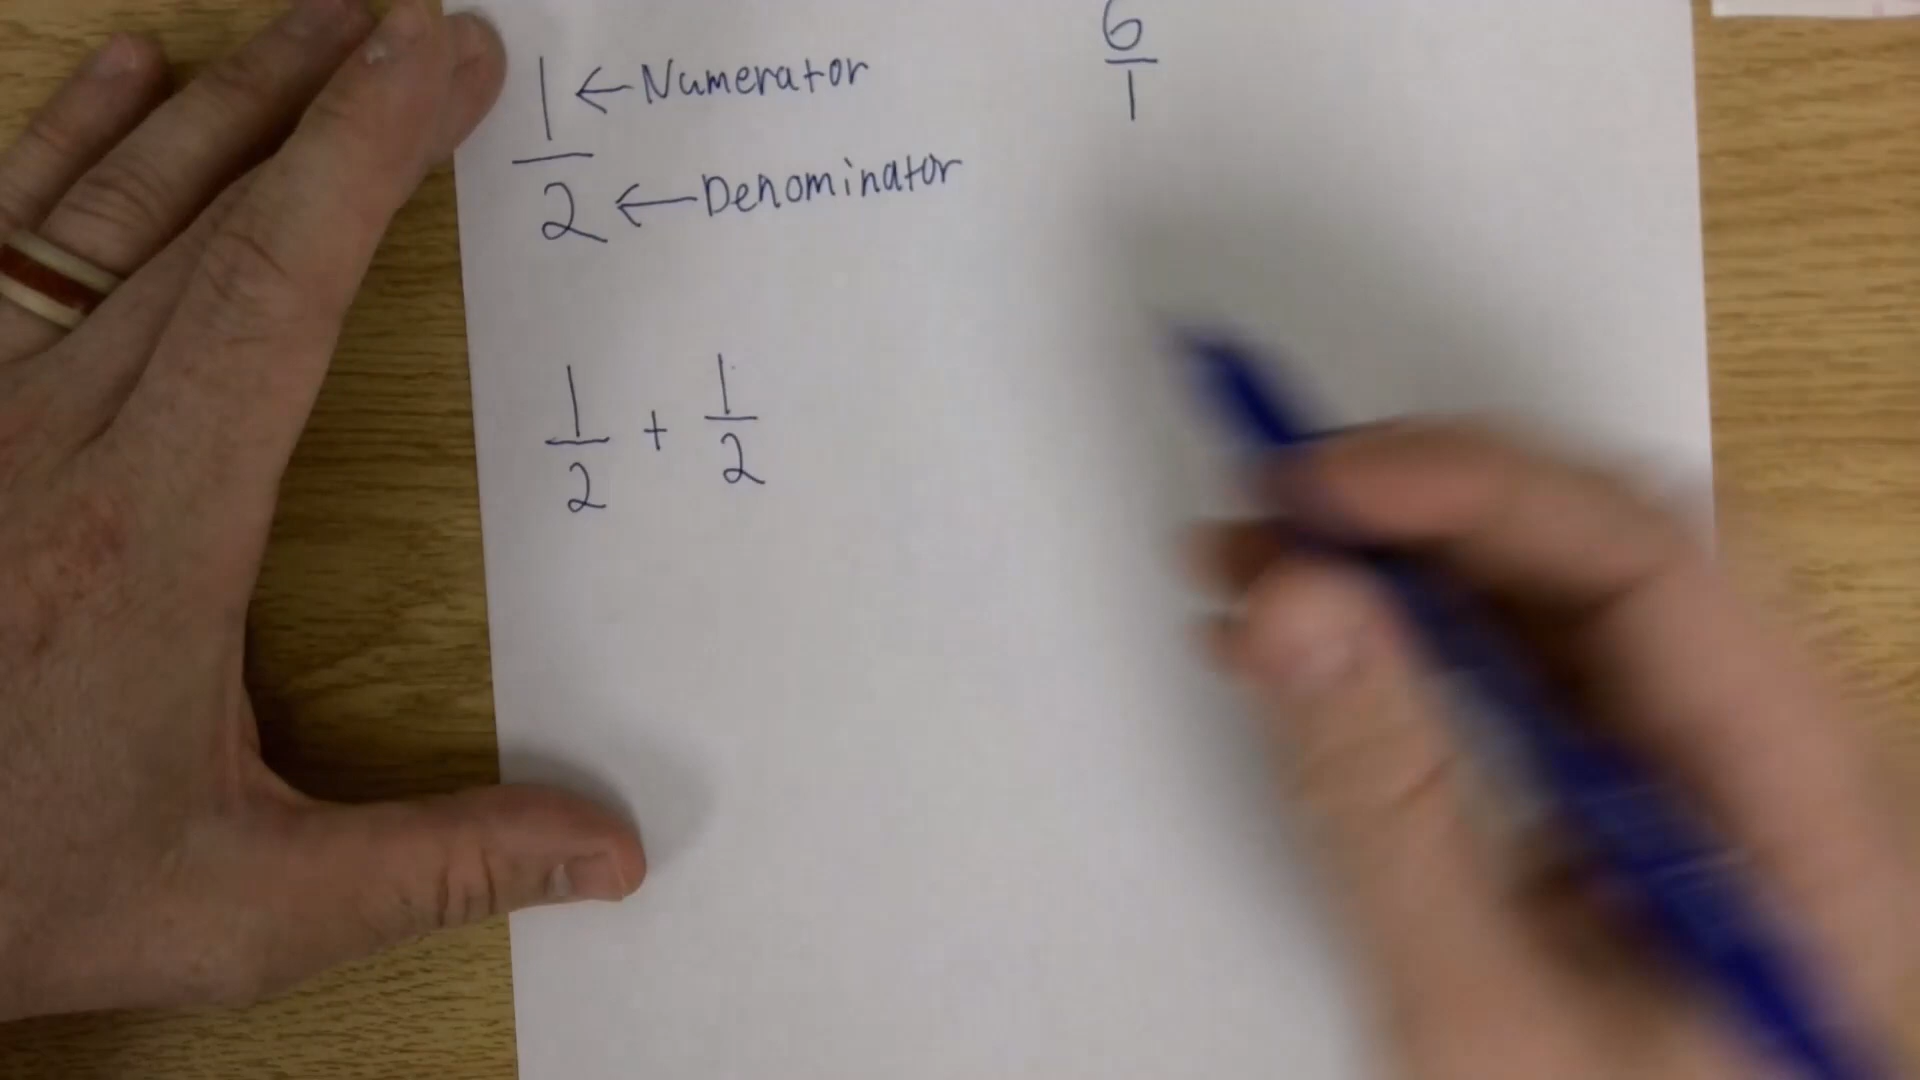 1 ← Numerator
2 ← Denominator
6
1
1/2 + 1/2